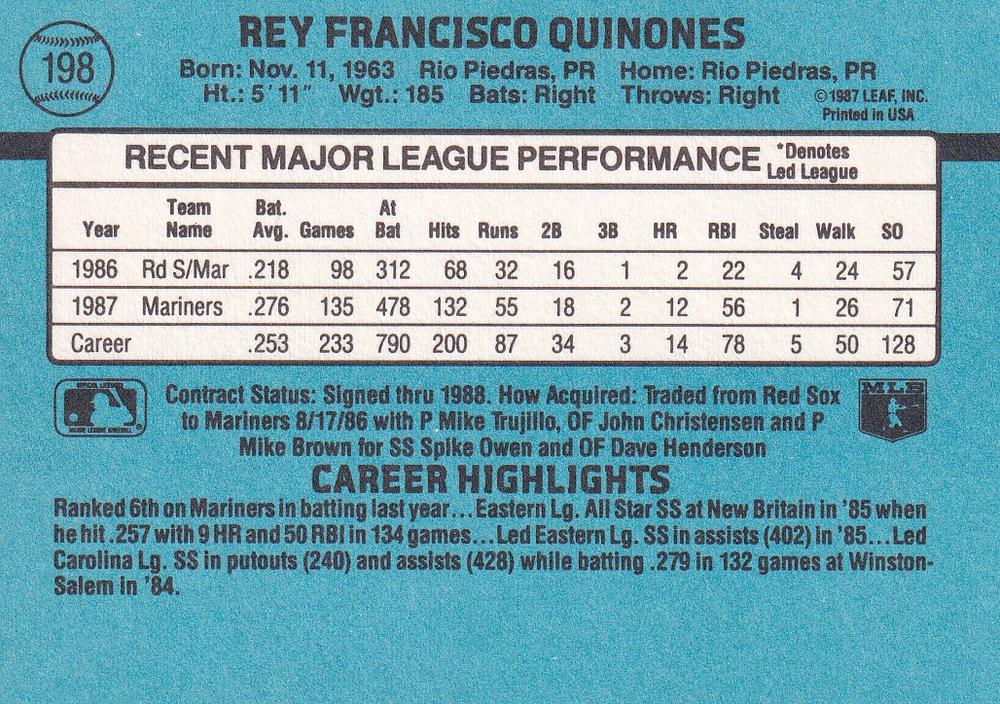 REY FRANCISCO QUINONES
198
Born: Nov. 11, 1963 Rio Piedras, PR Home: Rio Piedras, PR
Ht.: 5' 11" Wgt.: 185 Bats: Right Throws: Right
©1987 LEAF, INC.
Printed in USA
RECENT MAJOR LEAGUE PERFORMANCE *Denotes Led League
Year Team Name Bat. Avg. Games At Bat Hits Runs 2B 3B HR RBI Steal Walk SO
1986 Rd S/Mar .218 98 312 68 32 16 1 2 22 4 24 57
1987 Mariners .276 135 478 132 55 18 2 12 56 1 26 71
Career .253 233 790 200 87 34 3 14 78 5 50 128
MLB
Contract Status: Signed thru 1988. How Acquired: Traded from Red Sox
to Mariners 8/17/86 with P Mike Trujillo, OF John Christensen and P
Mike Brown for SS Spike Owen and OF Dave Henderson
CAREER HIGHLIGHTS
Ranked 6th on Mariners in batting last year...Eastern Lg. All Star SS at New Britain in '85 when
he hit .257 with 9 HR and 50 RBI in 134 games...Led Eastern Lg. SS in assists (402) in '85...Led
Carolina Lg. SS in putouts (240) and assists (428) while batting .279 in 132 games at Winston-
Salem in '84.